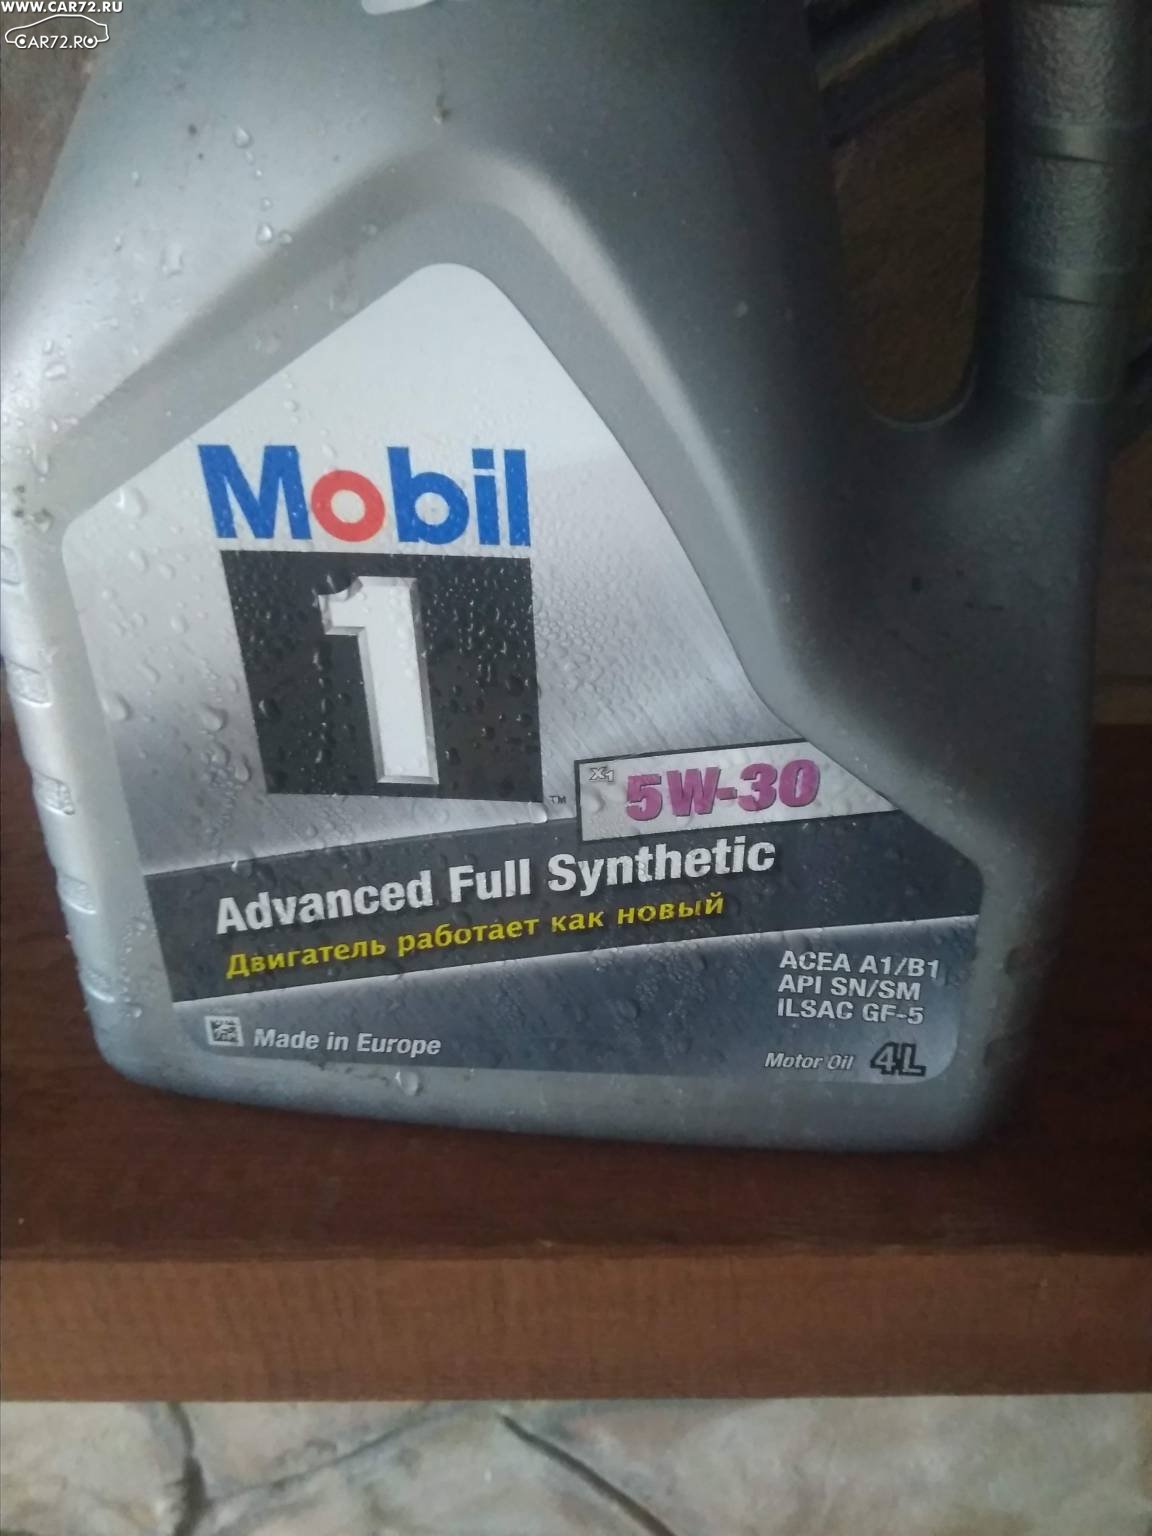 WWW.CAR72.RU
CAR72.RU
Mobil
1
TM
X1 5W-30
Advanced Full Synthetic
Двигатель работает как новый
ACEA A1/B1
API SN/SM
ILSAC GF-5
Made in Europe
Motor Oil 4L